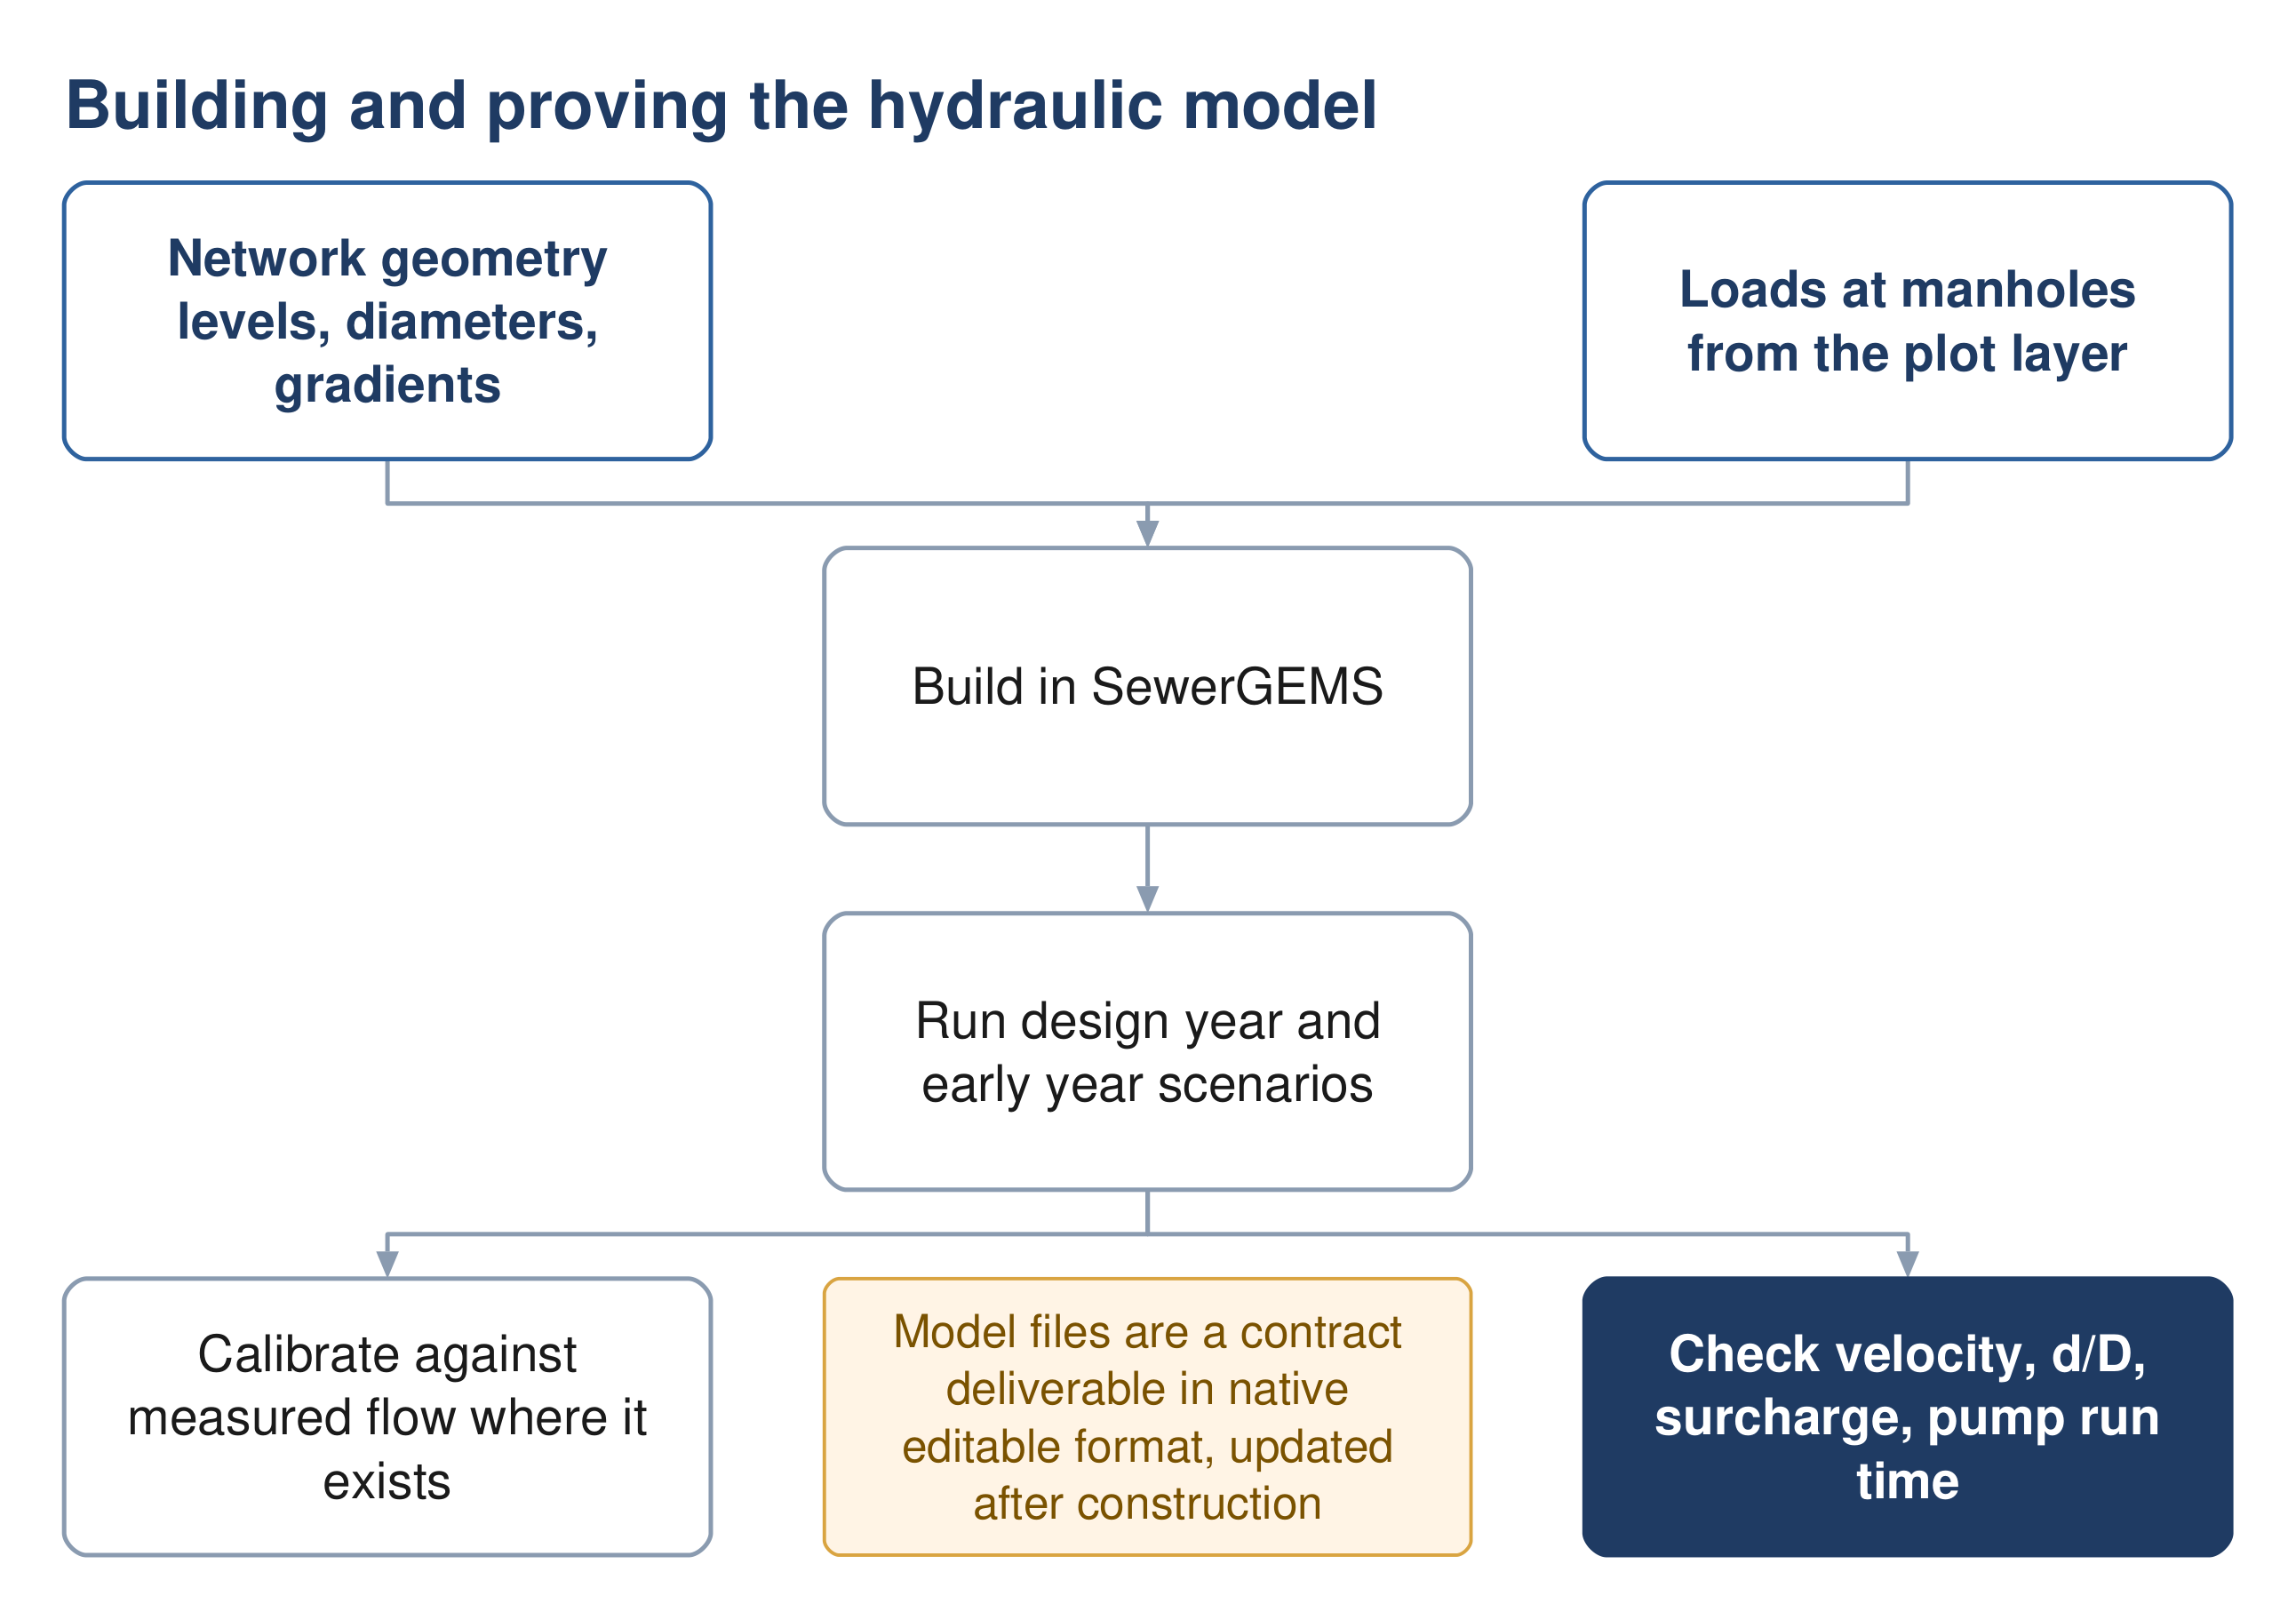 Building and proving the hydraulic model
Network geometry
levels, diameters,
gradients
Loads at manholes
from the plot layer
Build in SewerGEMS
Run design year and
early year scenarios
Calibrate against
measured flow where it
exists
Model files are a contract
deliverable in native
editable format, updated
after construction
Check velocity, d/D,
surcharge, pump run
time